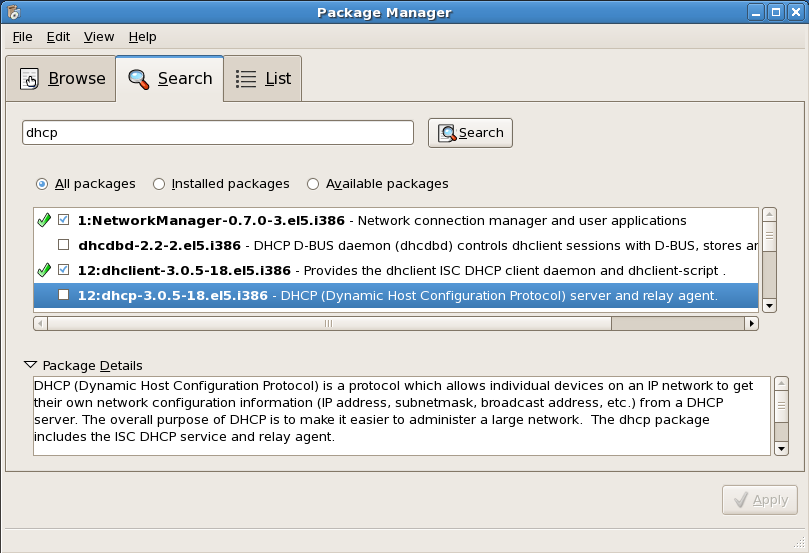 Package Manager
File Edit View Help
Browse Search List
dhcp Search
All packages Installed packages Available packages
1:NetworkManager-0.7.0-3.el5.i386 - Network connection manager and user applications
dhcdbd-2.2-2.el5.i386 - DHCP D-BUS daemon (dhcdbd) controls dhclient sessions with D-BUS, stores
12:dhclient-3.0.5-18.el5.i386 - Provides the dhclient ISC DHCP client daemon and dhclient-script .
12:dhcp-3.0.5-18.el5.i386 - DHCP (Dynamic Host Configuration Protocol) server and relay agent.
Package Details
DHCP (Dynamic Host Configuration Protocol) is a protocol which allows individual devices on an IP network to get
their own network configuration information (IP address, subnetmask, broadcast address, etc.) from a DHCP
server. The overall purpose of DHCP is to make it easier to administer a large network.  The dhcp package
includes the ISC DHCP service and relay agent.
Apply